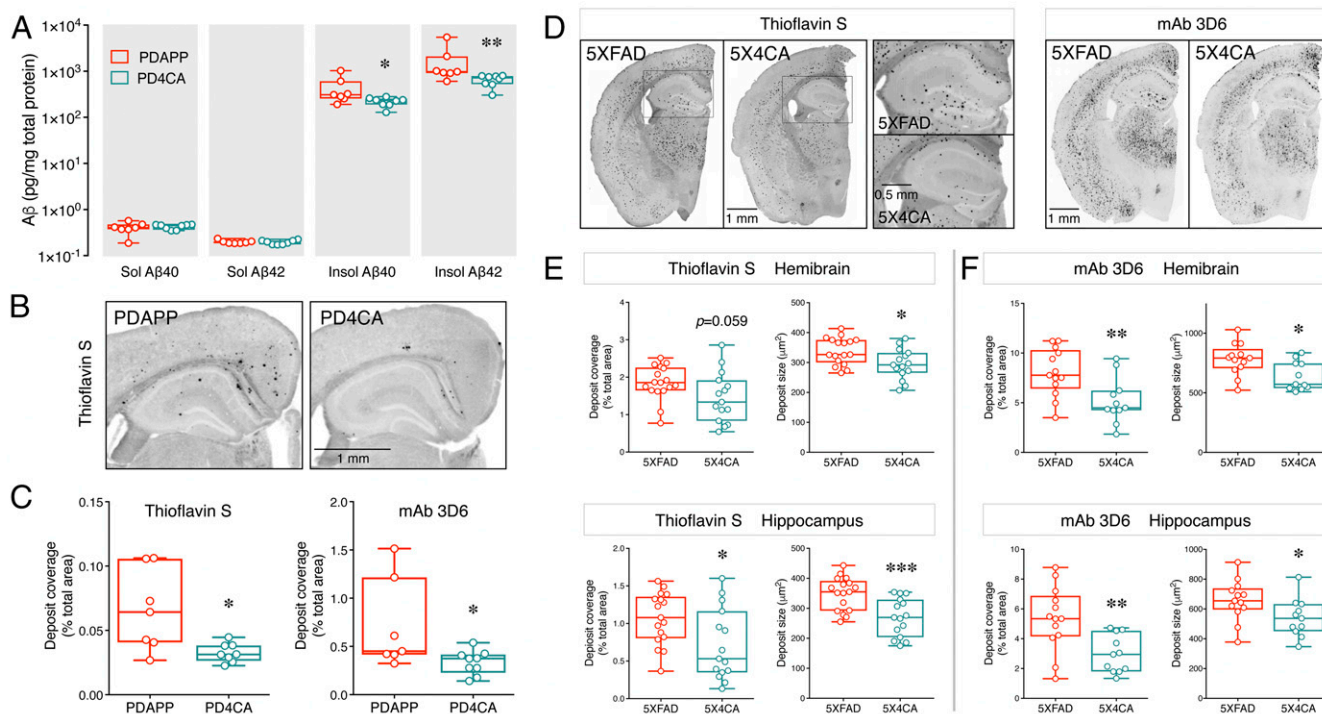 A
Aβ (pg/mg total protein)
1×10⁴
1×10³
1×10²
1×10¹
1×10⁰
1×10⁻¹
PDAPP
PD4CA
*
**
Sol Aβ40
Sol Aβ42
Insol Aβ40
Insol Aβ42
B
Thioflavin S
PDAPP
PD4CA
1 mm
C
Thioflavin S
Deposit coverage
(% total area)
0.15
0.10
0.05
0.00
*
PDAPP
PD4CA
mAb 3D6
Deposit coverage
(% total area)
2.0
1.5
1.0
0.5
0.0
*
PDAPP
PD4CA
D
Thioflavin S
5XFAD
5X4CA
1 mm
5XFAD
0.5 mm
5X4CA
mAb 3D6
5XFAD
5X4CA
1 mm
E
Thioflavin S Hemibrain
Deposit coverage
(% total area)
4
3
2
1
0
p=0.059
5XFAD
5X4CA
Deposit size (μm²)
500
400
300
200
100
0
*
5XFAD
5X4CA
Thioflavin S Hippocampus
Deposit coverage
(% total area)
2.0
1.5
1.0
0.5
0.0
*
5XFAD
5X4CA
Deposit size (μm²)
500
400
300
200
100
0
***
5XFAD
5X4CA
F
mAb 3D6 Hemibrain
Deposit coverage
(% total area)
15
10
5
0
**
5XFAD
5X4CA
Deposit size (μm²)
1000
500
0
*
5XFAD
5X4CA
mAb 3D6 Hippocampus
Deposit coverage
(% total area)
10
8
6
4
2
0
**
5XFAD
5X4CA
Deposit size (μm²)
1000
800
600
400
200
0
*
5XFAD
5X4CA